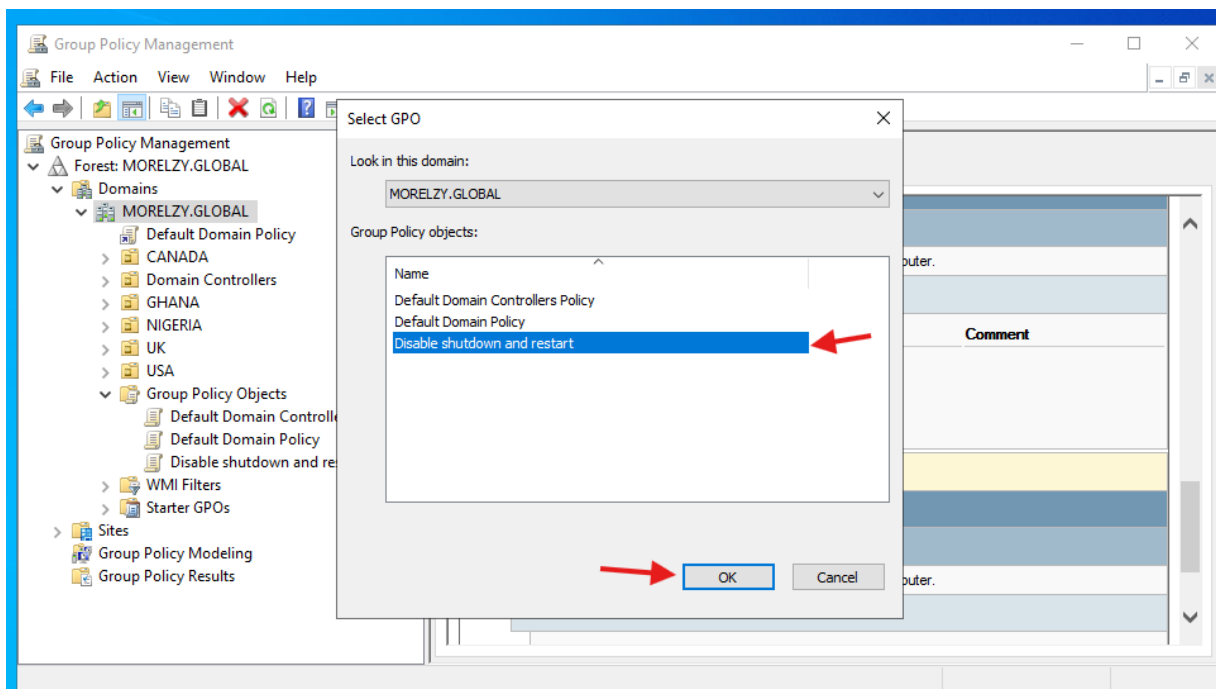 Group Policy Management
File Action View Window Help
Group Policy Management
Forest: MORELZY.GLOBAL
Domains
MORELZY.GLOBAL
Default Domain Policy
CANADA
Domain Controllers
GHANA
NIGERIA
UK
USA
Group Policy Objects
Default Domain Controlle
Default Domain Policy
Disable shutdown and re
WMI Filters
Starter GPOs
Sites
Group Policy Modeling
Group Policy Results
Select GPO
Look in this domain:
MORELZY.GLOBAL
Group Policy objects:
Name
Default Domain Controllers Policy
Default Domain Policy
Disable shutdown and restart
OK Cancel
puter.
Comment
puter.